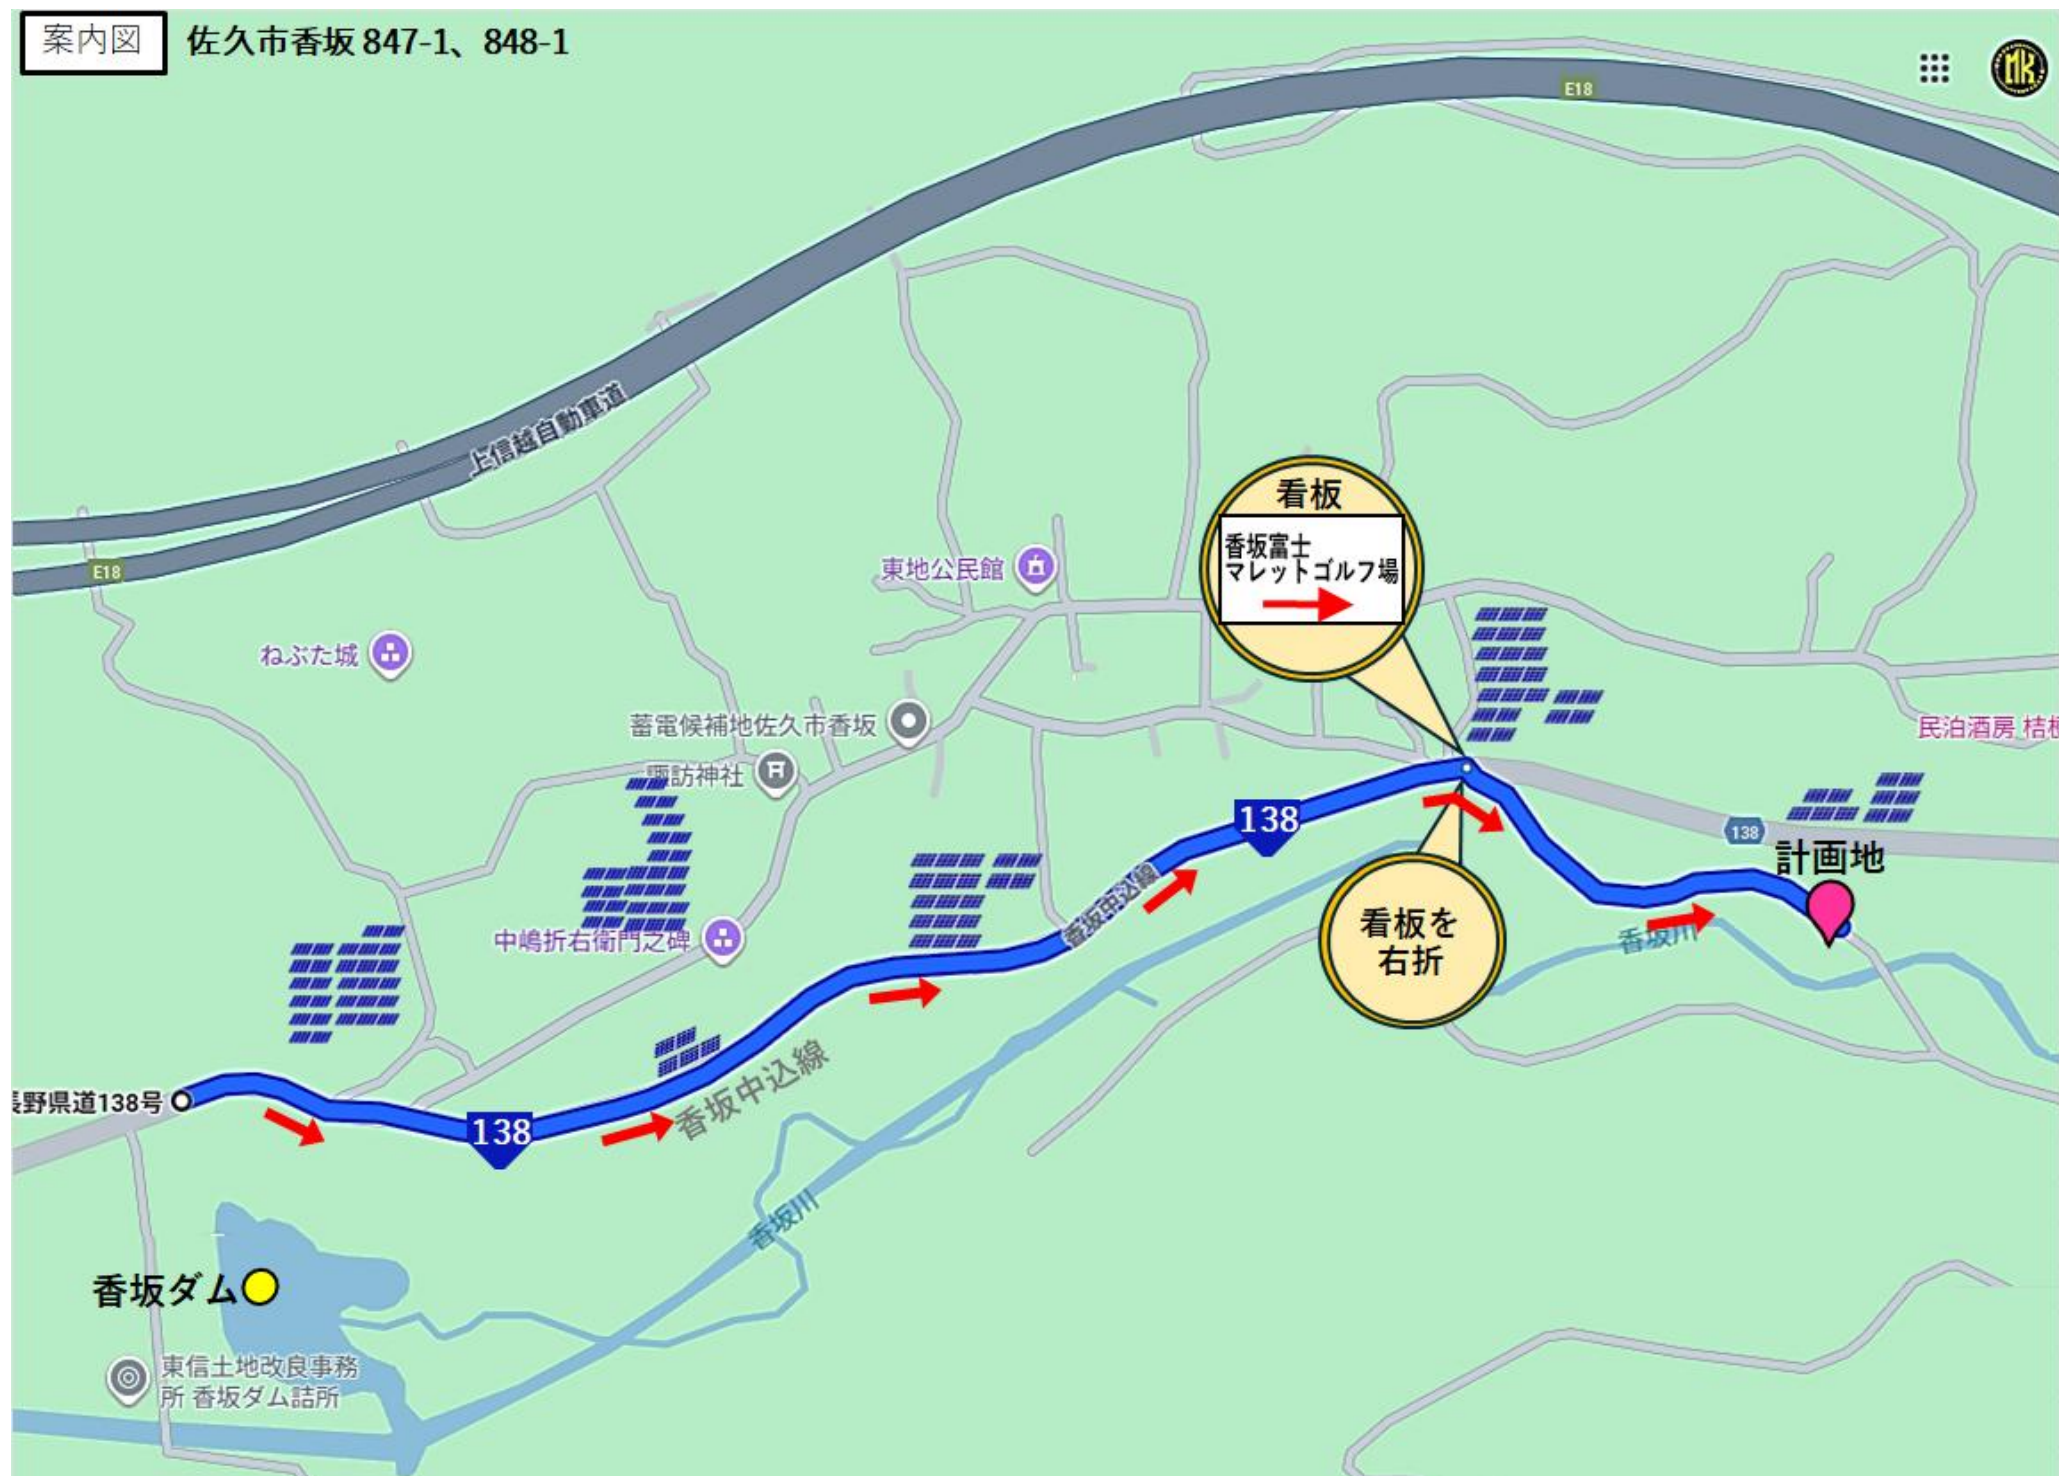 案内図
佐久市香坂 847-1、848-1
MK
E18
上信越自動車道
E18
看板
香坂富士
マレットゴルフ場
東地公民館
ねぶた城
蓄電候補地佐久市香坂
諏訪神社
民泊酒房 桔梗
138
138
計画地
香坂中込線
看板を
右折
香坂川
中嶋折右衛門之碑
長野県道138号
138
香坂中込線
香坂川
香坂ダム
東信土地改良事務
所 香坂ダム詰所